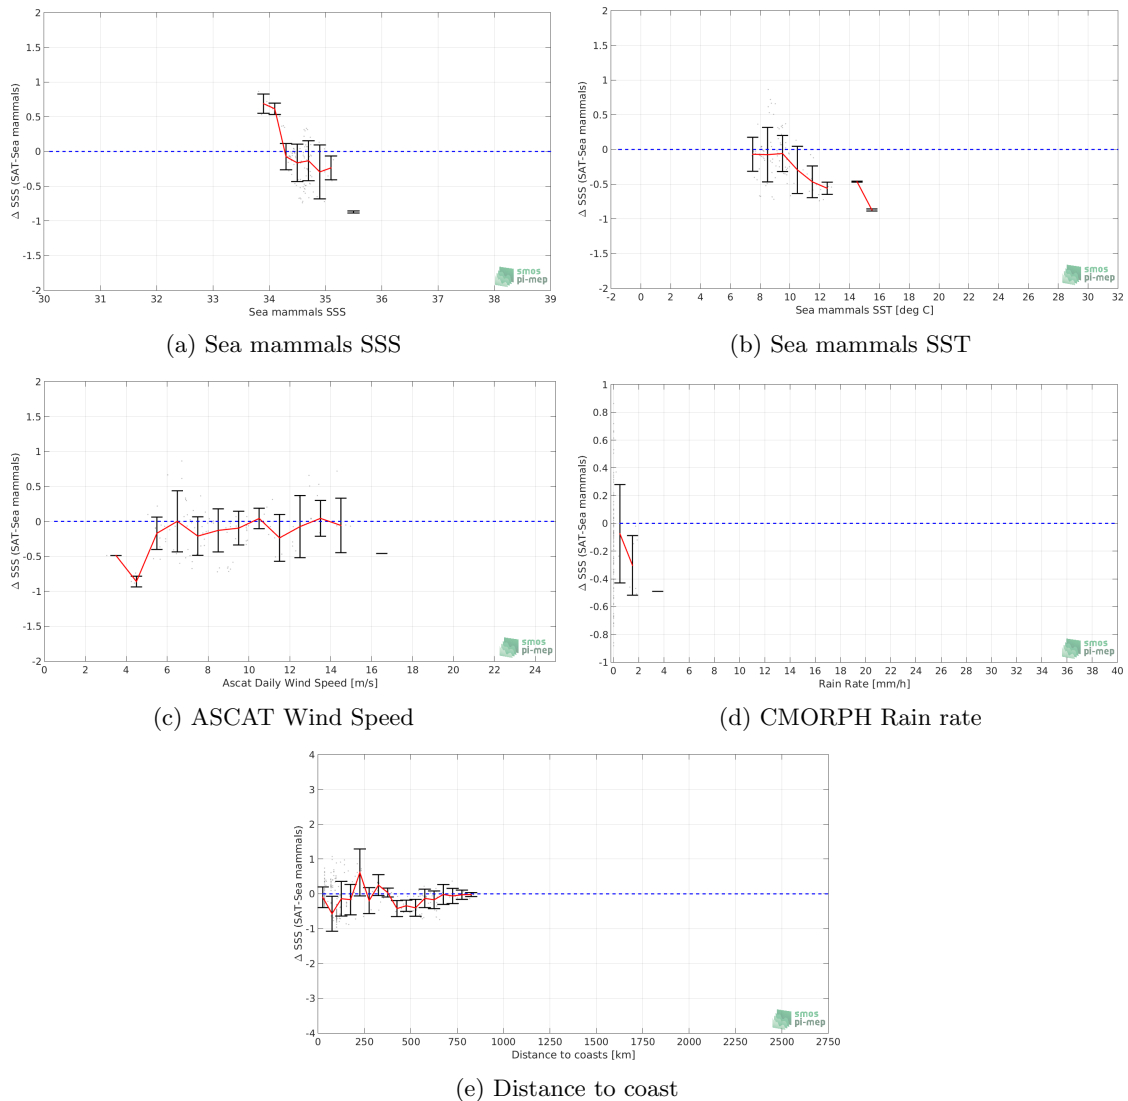 2
1.5
1
0.5
0
-0.5
-1
-1.5
-2
Δ SSS (SAT-Sea mammals)
30 31 32 33 34 35 36 37 38 39
Sea mammals SSS
smos
pi-mep
(a) Sea mammals SSS
2
1.5
1
0.5
0
-0.5
-1
-1.5
-2
Δ SSS (SAT-Sea mammals)
-2 0 2 4 6 8 10 12 14 16 18 20 22 24 26 28 30 32
Sea mammals SST [deg C]
smos
pi-mep
(b) Sea mammals SST
2
1.5
1
0.5
0
-0.5
-1
-1.5
-2
Δ SSS (SAT-Sea mammals)
0 2 4 6 8 10 12 14 16 18 20 22 24
Ascat Daily Wind Speed [m/s]
smos
pi-mep
(c) ASCAT Wind Speed
1
0.8
0.6
0.4
0.2
0
-0.2
-0.4
-0.6
-0.8
-1
Δ SSS (SAT-Sea mammals)
0 2 4 6 8 10 12 14 16 18 20 22 24 26 28 30 32 34 36 38 40
Rain Rate [mm/h]
smos
pi-mep
(d) CMORPH Rain rate
4
3
2
1
0
-1
-2
-3
-4
Δ SSS (SAT-Sea mammals)
0 250 500 750 1000 1250 1500 1750 2000 2250 2500 2750
Distance to coasts [km]
smos
pi-mep
(e) Distance to coast